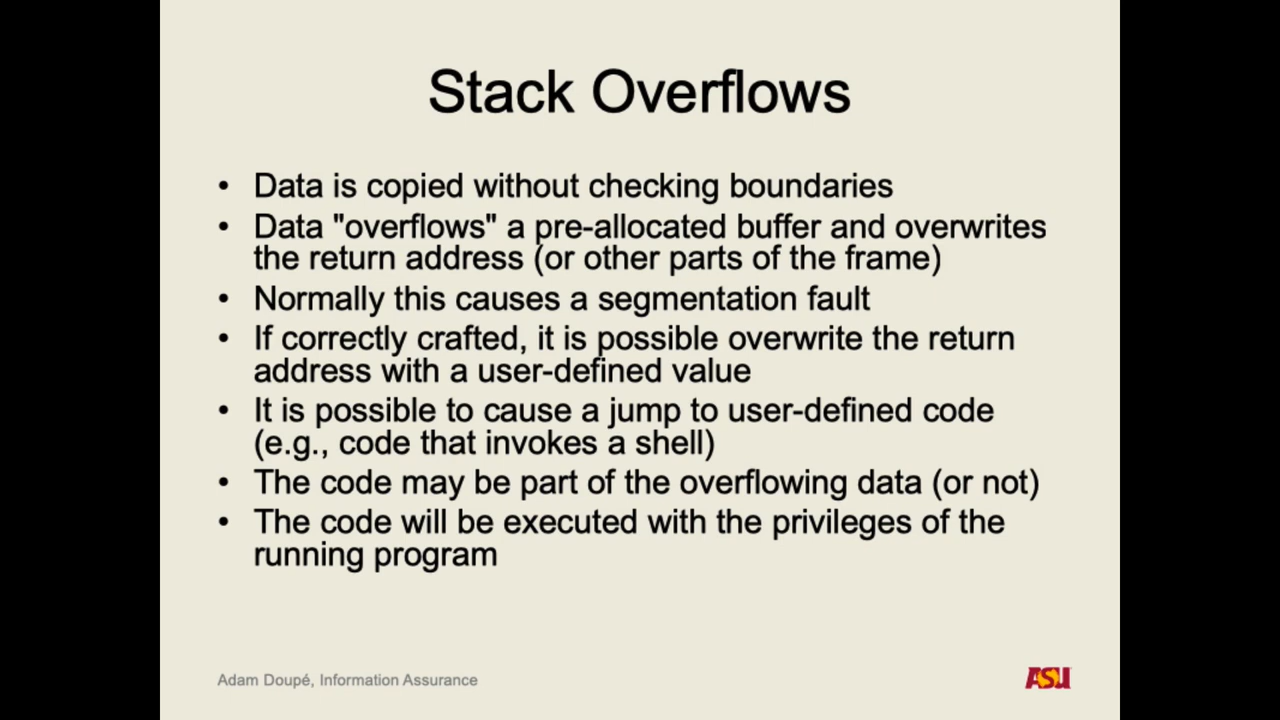 Stack Overflows
• Data is copied without checking boundaries
• Data "overflows" a pre-allocated buffer and overwrites
the return address (or other parts of the frame)
• Normally this causes a segmentation fault
• If correctly crafted, it is possible overwrite the return
address with a user-defined value
• It is possible to cause a jump to user-defined code
(e.g., code that invokes a shell)
• The code may be part of the overflowing data (or not)
• The code will be executed with the privileges of the
running program
Adam Doupé, Information Assurance
ASU